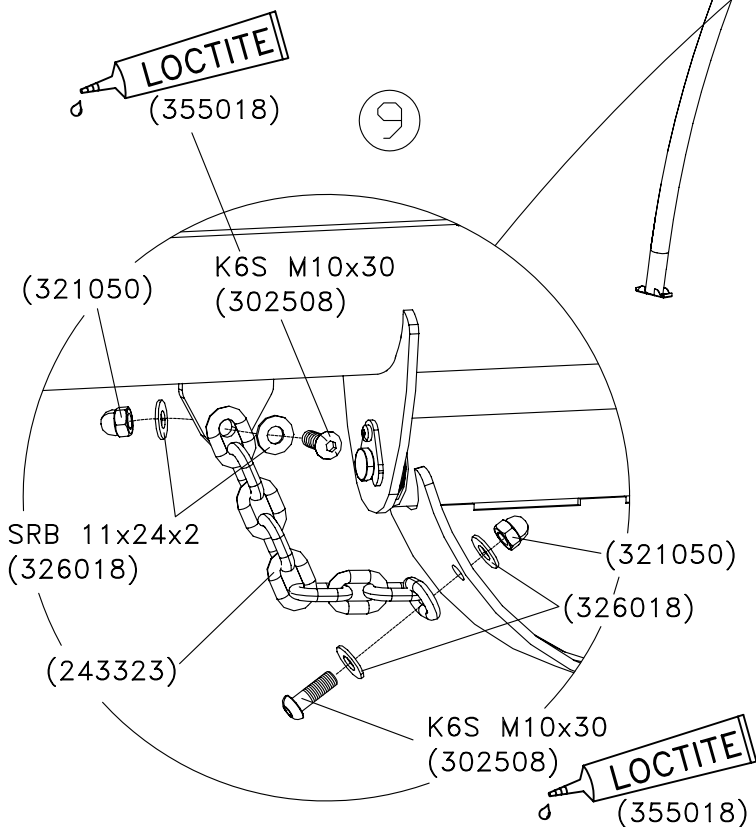 LOCTITE
(355018)
9
K6S M10x30
(302508)
(321050)
SRB 11x24x2
(326018)
(321050)
(326018)
(243323)
K6S M10x30
(302508)
LOCTITE
(355018)